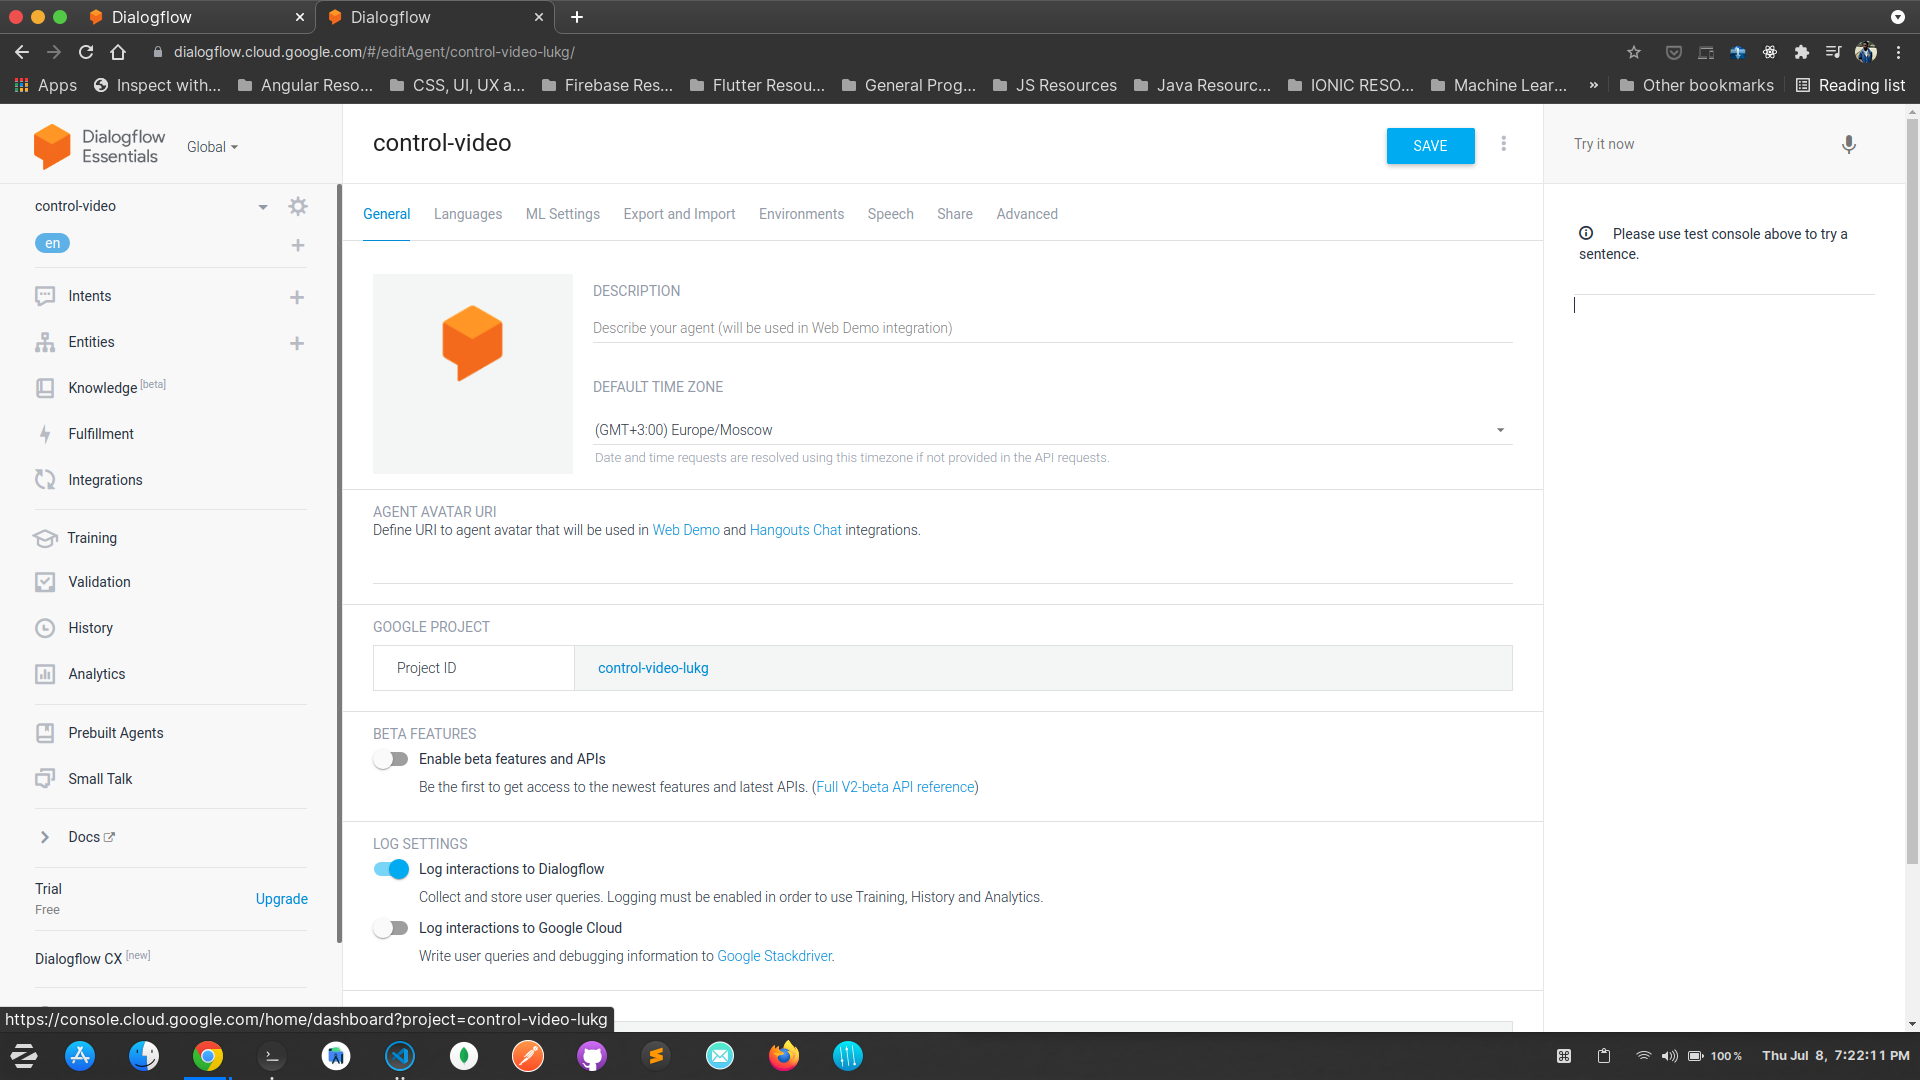 Dialogflow
Dialogflow
dialogflow.cloud.google.com/#/editAgent/control-video-lukg/
Apps
Inspect with...
Angular Reso...
CSS, UI, UX a...
Firebase Res...
Flutter Resou...
General Prog...
JS Resources
Java Resourc...
IONIC RESO...
Machine Lear...
»
Other bookmarks
Reading list
Dialogflow
Essentials
Global
control-video
SAVE
Try it now
control-video
en
Intents
Entities
Knowledge [beta]
Fulfillment
Integrations
Training
Validation
History
Analytics
Prebuilt Agents
Small Talk
Docs
Trial
Free
Upgrade
Dialogflow CX [new]
General
Languages
ML Settings
Export and Import
Environments
Speech
Share
Advanced
DESCRIPTION
Describe your agent (will be used in Web Demo integration)
DEFAULT TIME ZONE
(GMT+3:00) Europe/Moscow
Date and time requests are resolved using this timezone if not provided in the API requests.
AGENT AVATAR URI
Define URI to agent avatar that will be used in Web Demo and Hangouts Chat integrations.
GOOGLE PROJECT
Project ID
control-video-lukg
BETA FEATURES
Enable beta features and APIs
Be the first to get access to the newest features and latest APIs. (Full V2-beta API reference)
LOG SETTINGS
Log interactions to Dialogflow
Collect and store user queries. Logging must be enabled in order to use Training, History and Analytics.
Log interactions to Google Cloud
Write user queries and debugging information to Google Stackdriver.
Please use test console above to try a
sentence.
https://console.cloud.google.com/home/dashboard?project=control-video-lukg
100 %
Thu Jul 8, 7:22:11 PM